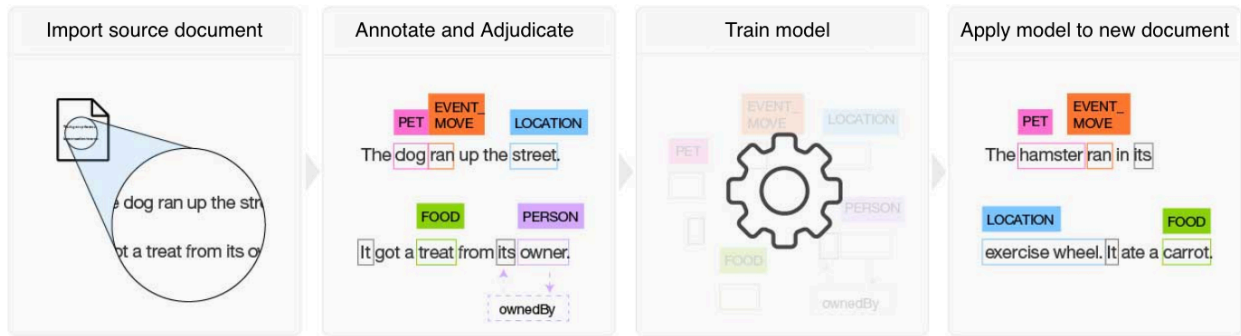 Import source document
dog ran up the str
a treat from its o
Annotate and Adjudicate
PET
EVENT_
MOVE
LOCATION
The dog ran up the street.
FOOD
PERSON
It got a treat from its owner.
ownedBy
Train model
EVENT_
MOVE
LOCATION
PET
PERSON
FOOD
ownedBy
Apply model to new document
PET
EVENT_
MOVE
The hamster ran in its
LOCATION
FOOD
exercise wheel. It ate a carrot.